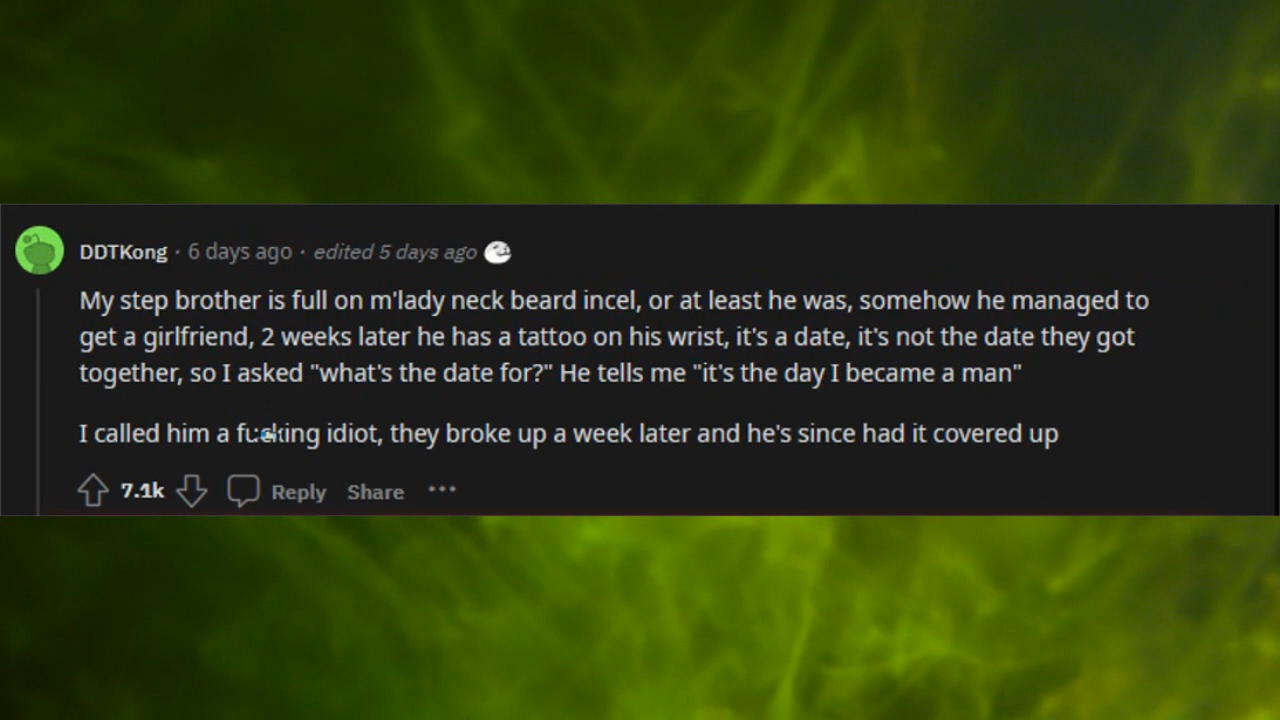 DDTKong · 6 days ago · edited 5 days ago
My step brother is full on m'lady neck beard incel, or at least he was, somehow he managed to
get a girlfriend, 2 weeks later he has a tattoo on his wrist, it's a date, it's not the date they got
together, so I asked "what's the date for?" He tells me "it's the day I became a man"
I called him a fucking idiot, they broke up a week later and he's since had it covered up
7.1k Reply Share ···